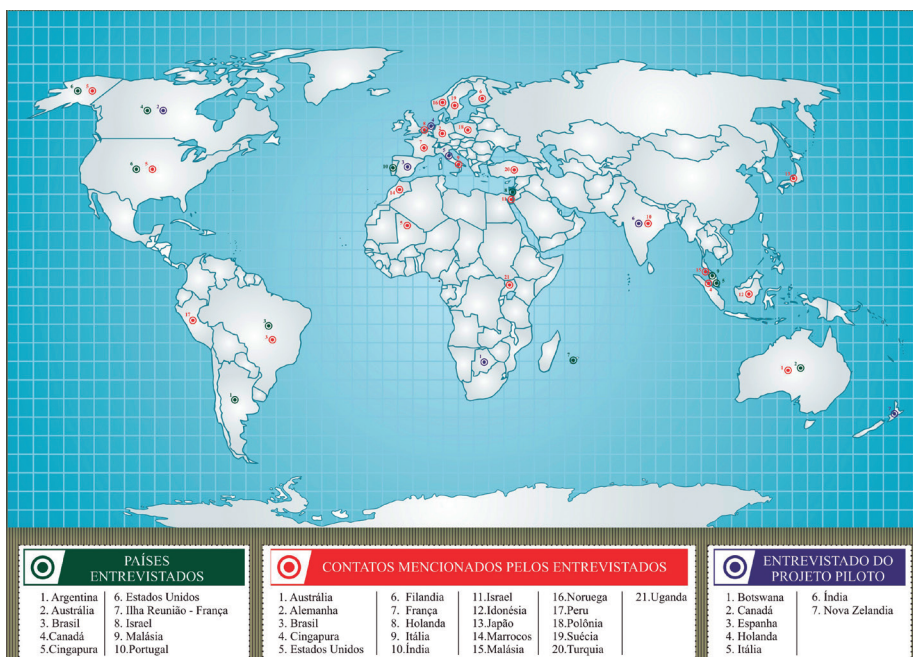 PAÍSES
ENTREVISTADOS
1. Argentina
2. Austrália
3. Brasil
4.Canadá
5.Cingapura
6. Estados Unidos
7. Ilha Reunião - França
8. Israel
9. Malásia
10.Portugal
CONTATOS MENCIONADOS PELOS ENTREVISTADOS
1. Austrália
2. Alemanha
3. Brasil
4. Cingapura
5. Estados Unidos
6. Filandia
7. França
8. Holanda
9. Itália
10.Índia
11.Israel
12.Idonésia
13.Japão
14.Marrocos
15.Malásia
16.Noruega
17.Peru
18.Polônia
19.Suécia
20.Turquia
21.Uganda
ENTREVISTADO DO
PROJETO PILOTO
1. Botswana
2. Canadá
3. Espanha
4. Holanda
5. Itália
6. Índia
7. Nova Zelandia